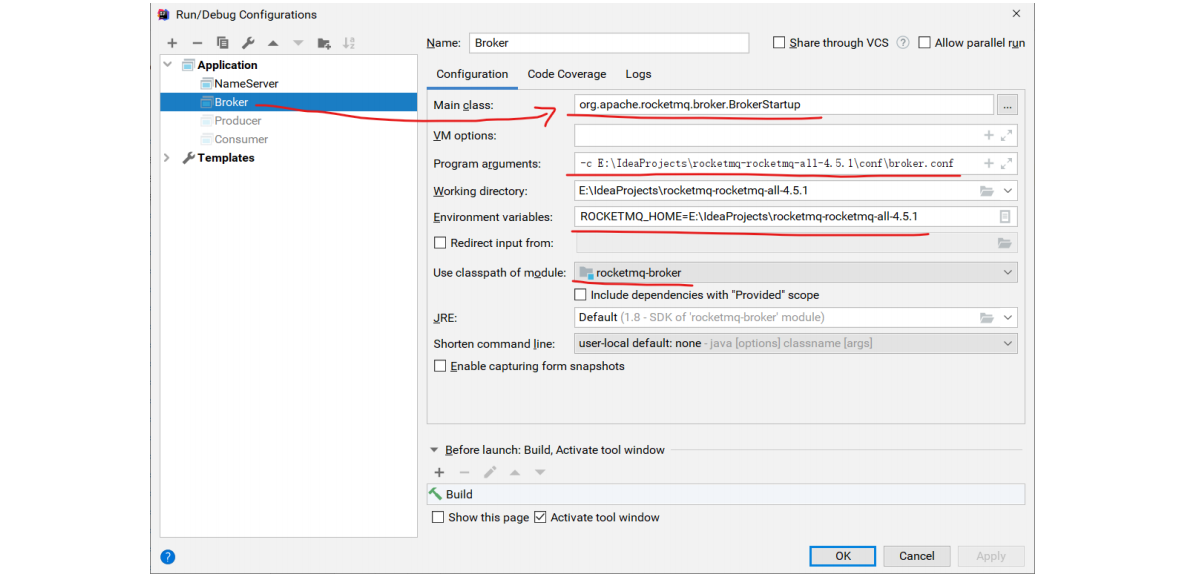 Run/Debug Configurations
Application
NameServer
Broker
Producer
Consumer
Templates
Name: Broker
Share through VCS
Allow parallel run
Configuration Code Coverage Logs
Main class: org.apache.rocketmq.broker.BrokerStartup ...
VM options:
Program arguments: -c E:\IdeaProjects\rocketmq-rocketmq-all-4.5.1\conf\broker.conf
Working directory: E:\IdeaProjects\rocketmq-rocketmq-all-4.5.1
Environment variables: ROCKETMQ_HOME=E:\IdeaProjects\rocketmq-rocketmq-all-4.5.1
Redirect input from:
Use classpath of module: rocketmq-broker
Include dependencies with "Provided" scope
JRE: Default (1.8 - SDK of 'rocketmq-broker' module)
Shorten command line: user-local default: none - java [options] classname [args]
Enable capturing form snapshots
Before launch: Build, Activate tool window
Build
Show this page Activate tool window
? OK Cancel Apply